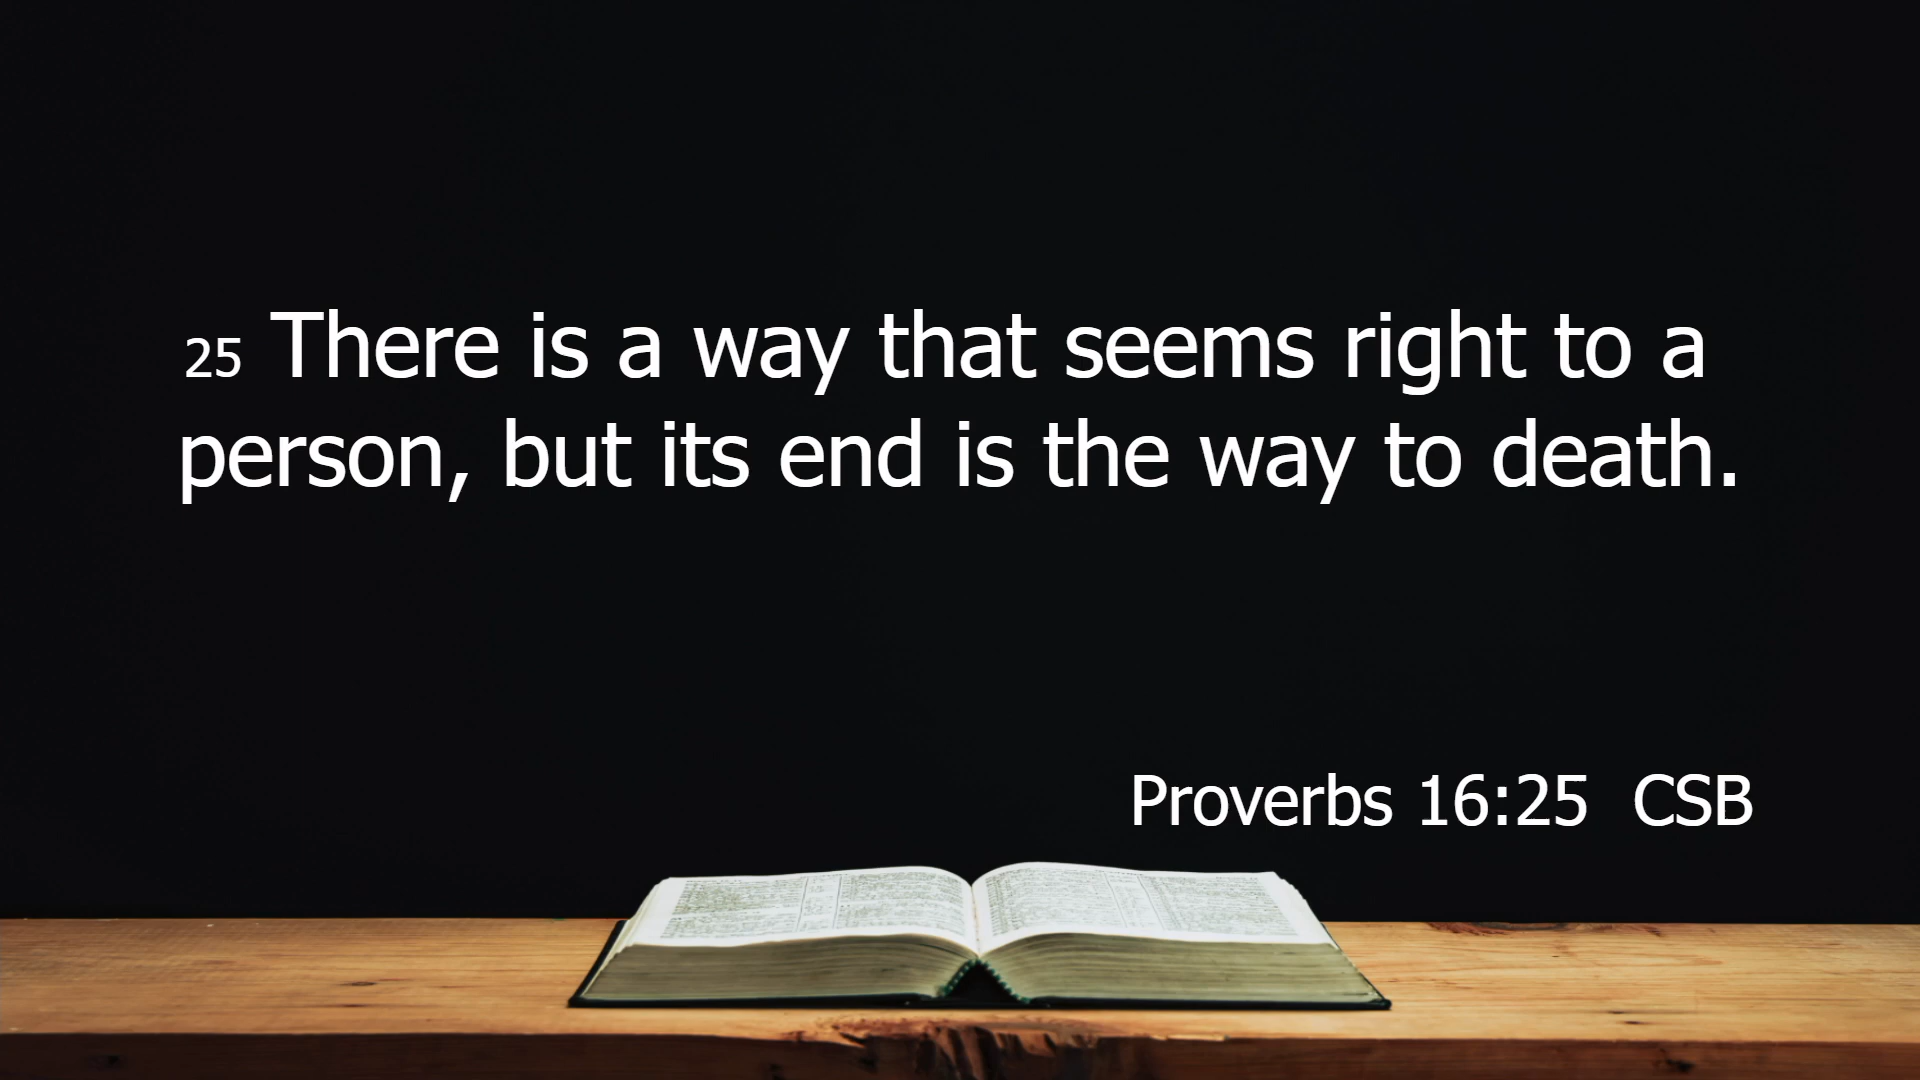 25 There is a way that seems right to a
person, but its end is the way to death.
Proverbs 16:25  CSB